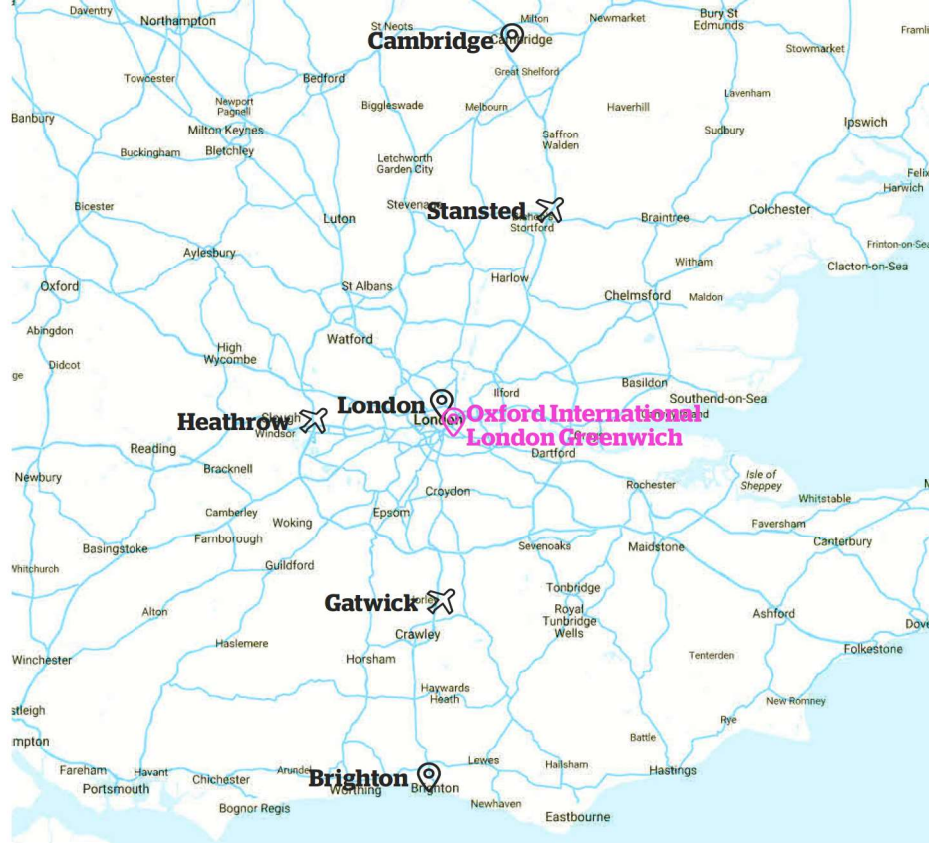 Daventry
Northampton
St Neots
Milton
Newmarket
Bury St
Edmunds
Cambridge
Cambridge
Stowmarket
Towcester
Bedford
Great Shelford
Newport
Pagnell
Biggleswade
Melbourn
Haverhill
Lavenham
Banbury
Milton Keynes
Saffron
Walden
Sudbury
Ipswich
Buckingham
Bletchley
Letchworth
Garden City
Harwich
Bicester
Luton
Stevenage
Stansted
Stortford
Braintree
Colchester
Aylesbury
Witham
Clacton-on-Sea
Oxford
St Albans
Harlow
Chelmsford
Maldon
Abingdon
Watford
Didcot
High
Wycombe
Ilford
Basildon
Southend-on-Sea
London
London
Oxford International
London Greenwich
Heathrow
Slough
Windsor
Reading
Dartford
Bracknell
Newbury
Croydon
Rochester
Isle of
Sheppey
Whitstable
Camberley
Woking
Epsom
Faversham
Farnborough
Basingstoke
Sevenoaks
Maidstone
Canterbury
Guildford
Tonbridge
Gatwick
Royal
Tunbridge
Wells
Alton
Ashford
Crawley
Haslemere
Folkestone
Winchester
Horsham
Tenterden
Haywards
Heath
New Romney
Rye
Battle
Fareham
Havant
Chichester
Arundel
Brighton
Lewes
Hailsham
Hastings
Portsmouth
Worthing
Brighton
Newhaven
Bognor Regis
Eastbourne